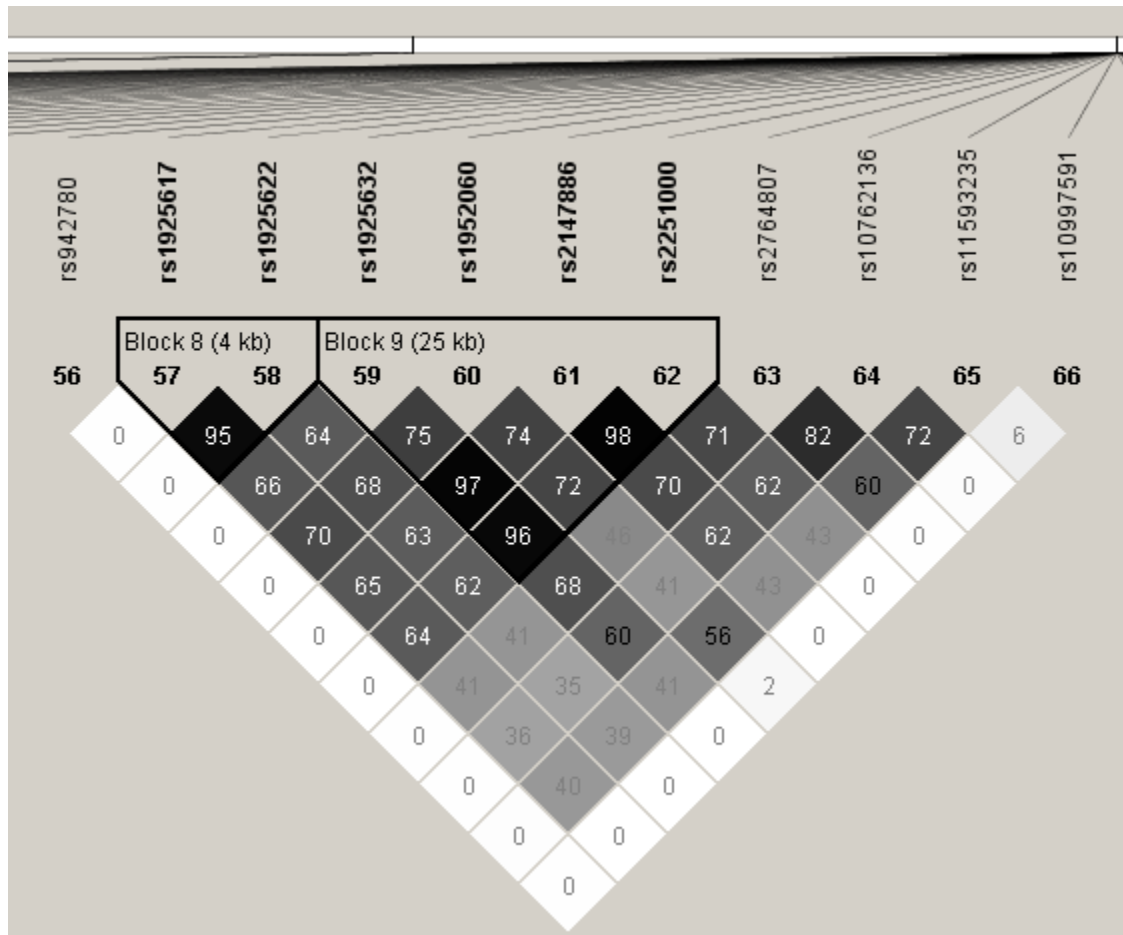 rs942780
rs1925617
rs1925622
rs1925632
rs1952060
rs2147886
rs2251000
rs2764807
rs10762136
rs11593235
rs10997591
Block 8 (4 kb) Block 9 (25 kb)
56 57 58 59 60 61 62 63 64 65 66
0 95 64 75 74 98 71 82 72 6
0 66 68 97 72 70 62 60 0
0 70 63 96 46 62 43 0
0 65 62 68 41 43 0
0 64 41 60 56 0
0 41 35 41 2
0 36 39 0
0 40 0
0 0
0